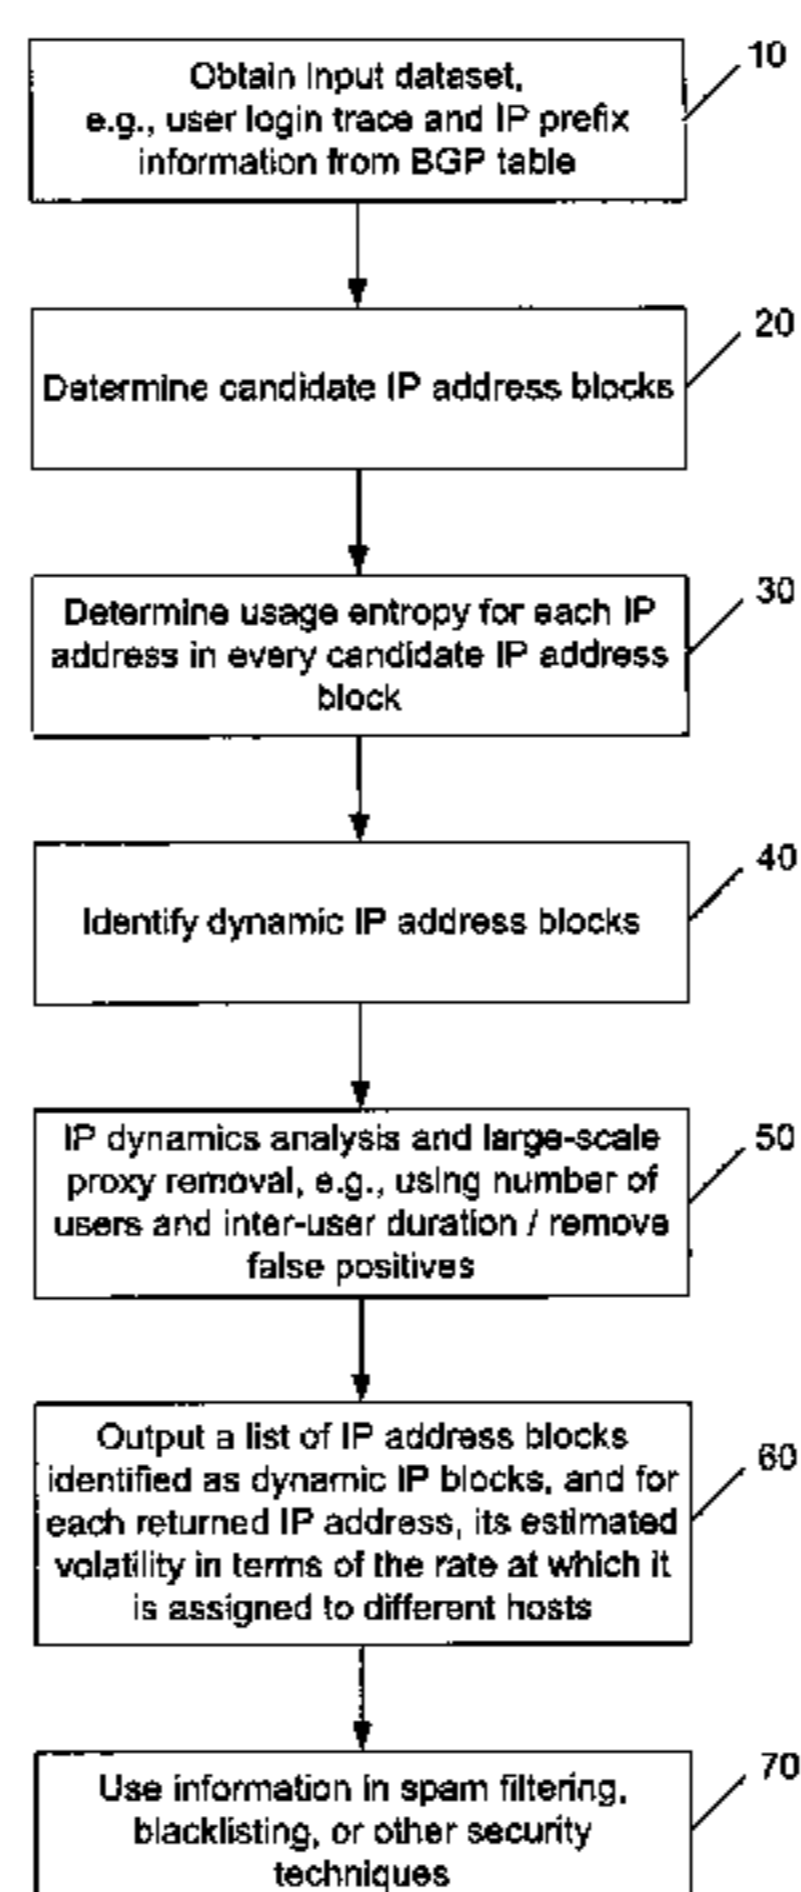 10
Obtain input dataset,
e.g., user login trace and IP prefix
information from BGP table
20
Determine candidate IP address blocks
30
Determine usage entropy for each IP
address in every candidate IP address
block
40
Identify dynamic IP address blocks
50
IP dynamics analysis and large-scale
proxy removal, e.g., using number of
users and inter-user duration / remove
false positives
60
Output a list of IP address blocks
identified as dynamic IP blocks, and for
each returned IP address, its estimated
volatility in terms of the rate at which it
is assigned to different hosts
70
Use information in spam filtering,
blacklisting, or other security
techniques